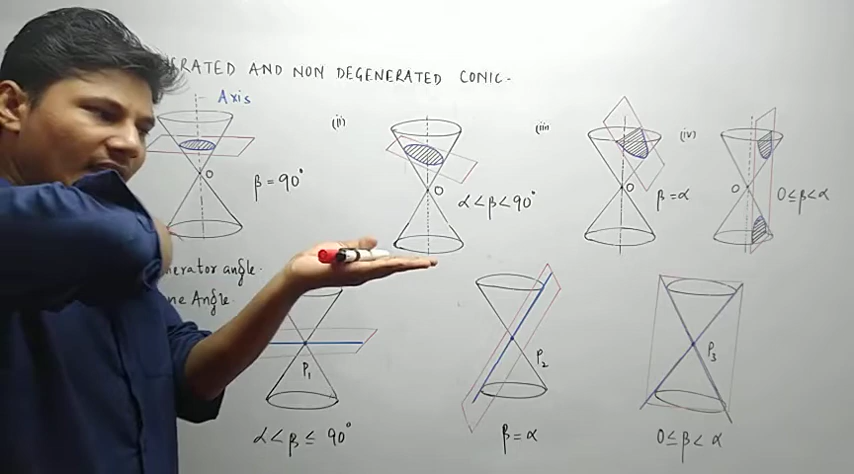 ERATED AND NON DEGENERATED CONIC.
Axis
(ii)
(iii)
(iv)
O
O
O
O
β = 90°
α < β < 90°
β = α
0 ≤ β < α
nerator angle.
ne Angle.
P₁
P₂
P₃
α < β ≤ 90°
β = α
0 ≤ β < α